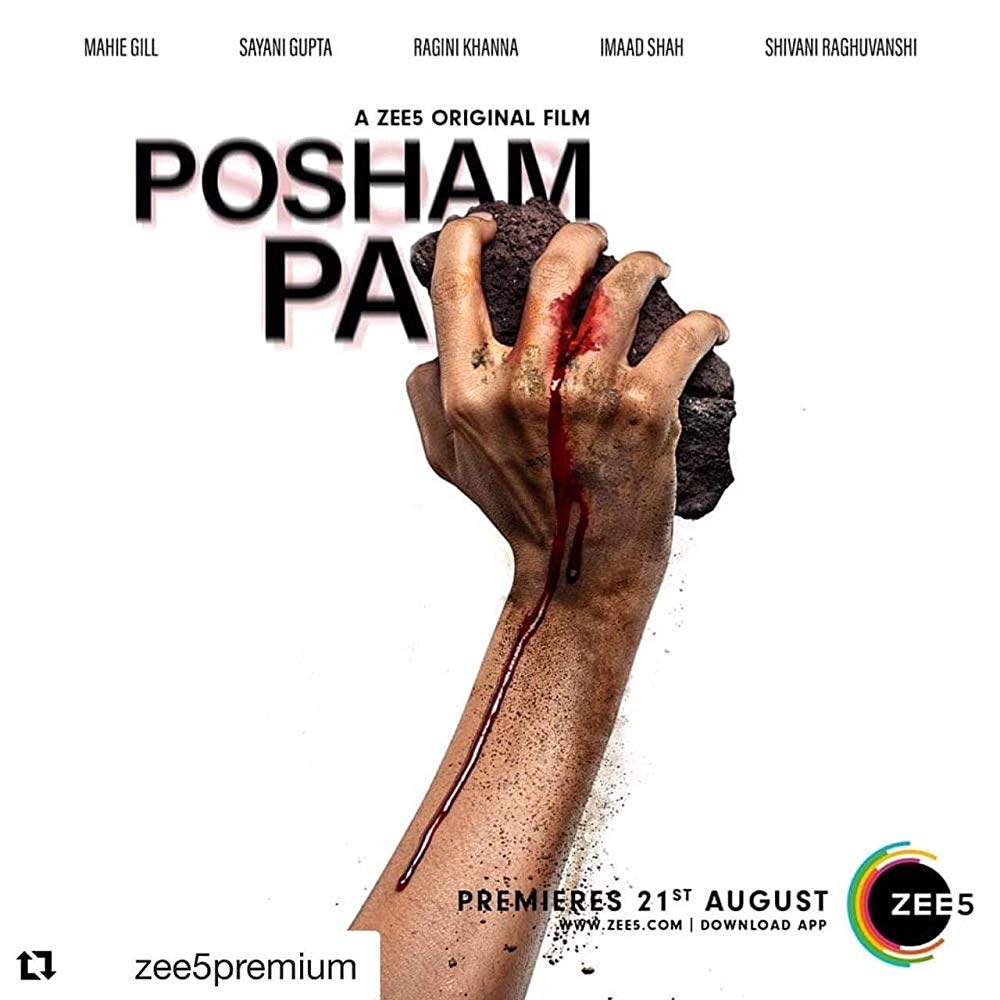 MAHIE GILL SAYANI GUPTA RAGINI KHANNA IMAAD SHAH SHIVANI RAGHUVANSHI
A ZEE5 ORIGINAL FILM
POSHAM
PA
PREMIERES 21ST AUGUST
WWW.ZEE5.COM | DOWNLOAD APP
ZEE5
zee5premium